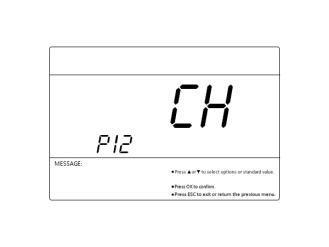 CH
P12
MESSAGE:
● Press ▲ or ▼ to select options or standard value.
● Press OK to confirm.
● Press ESC to exit or return the previous menu.